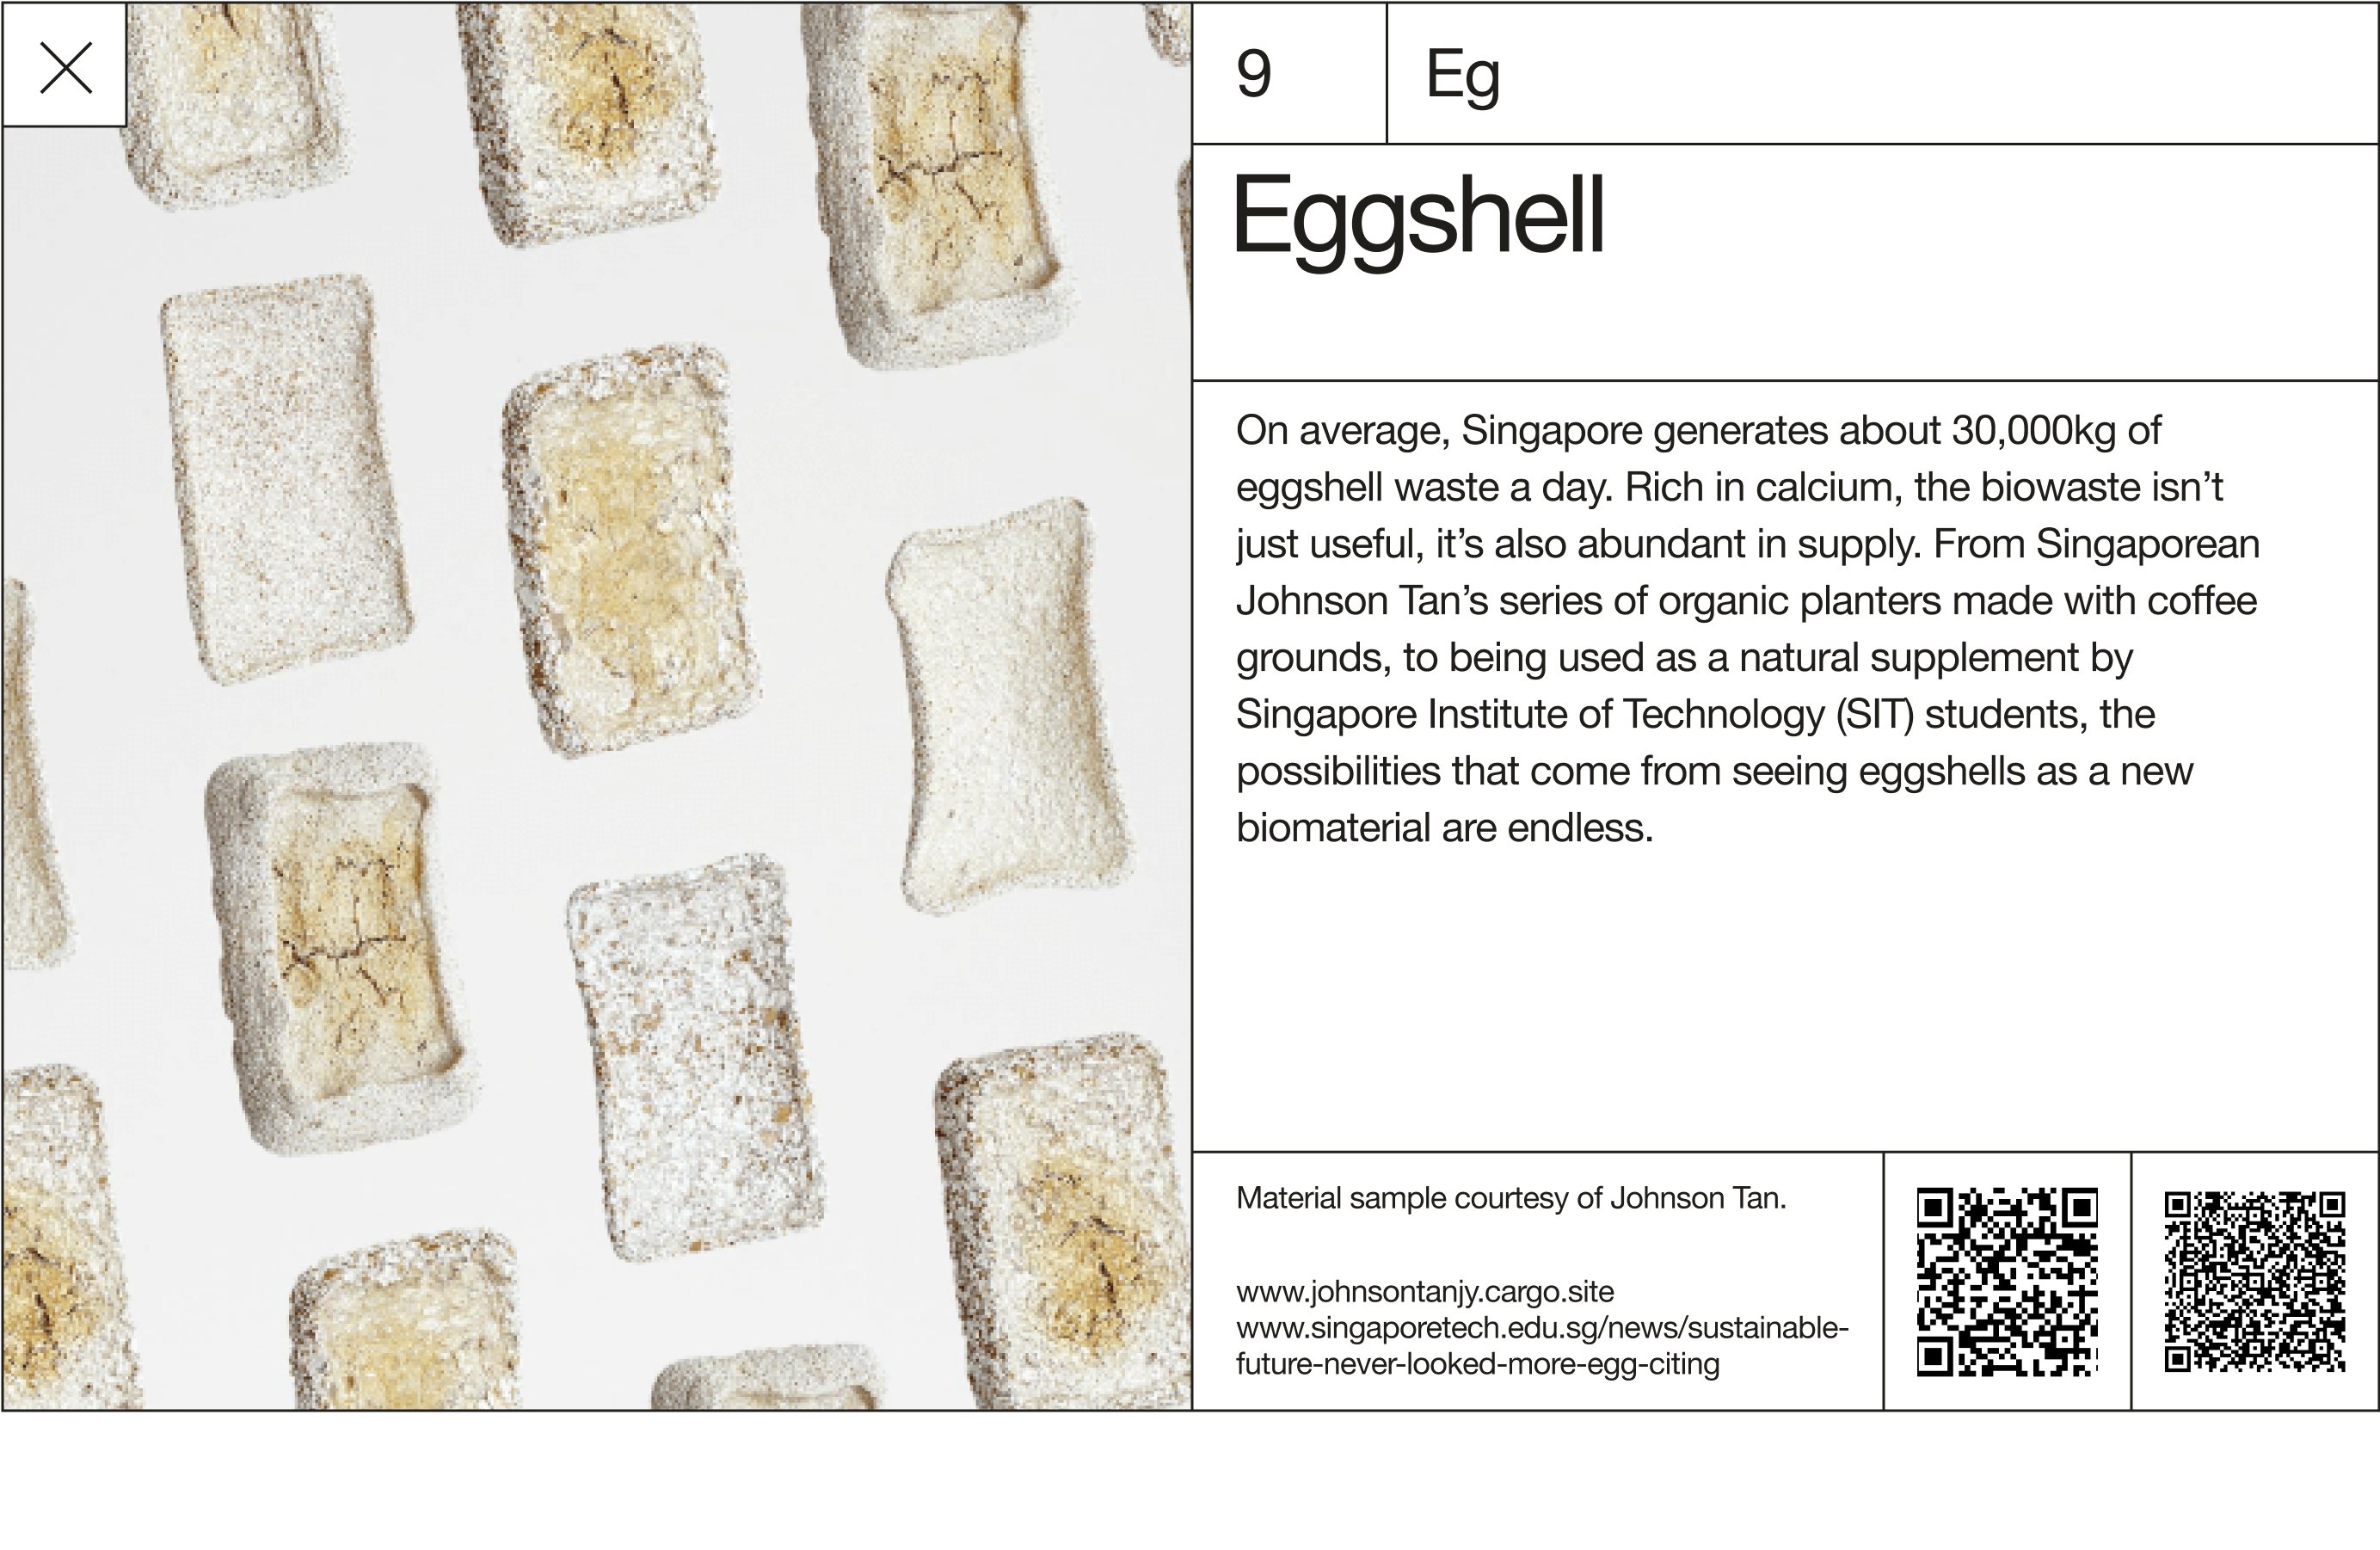 9
Eg
Eggshell
On average, Singapore generates about 30,000kg of
eggshell waste a day. Rich in calcium, the biowaste isn’t
just useful, it’s also abundant in supply. From Singaporean
Johnson Tan’s series of organic planters made with coffee
grounds, to being used as a natural supplement by
Singapore Institute of Technology (SIT) students, the
possibilities that come from seeing eggshells as a new
biomaterial are endless.
Material sample courtesy of Johnson Tan.
www.johnsontanjy.cargo.site
www.singaporetech.edu.sg/news/sustainable-
future-never-looked-more-egg-citing